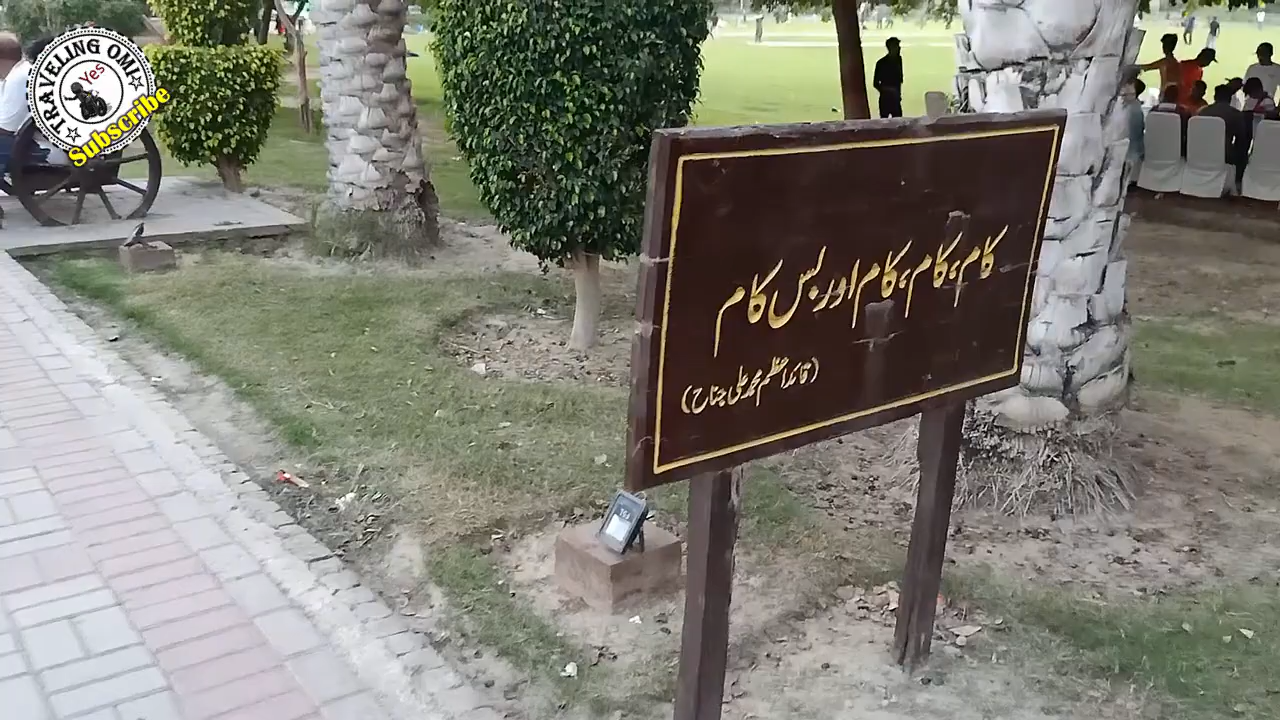 TRAVELING OMI
Yes
Subscribe
کام، کام، کام اور بس کام
(قائداعظم محمد علی جناح)